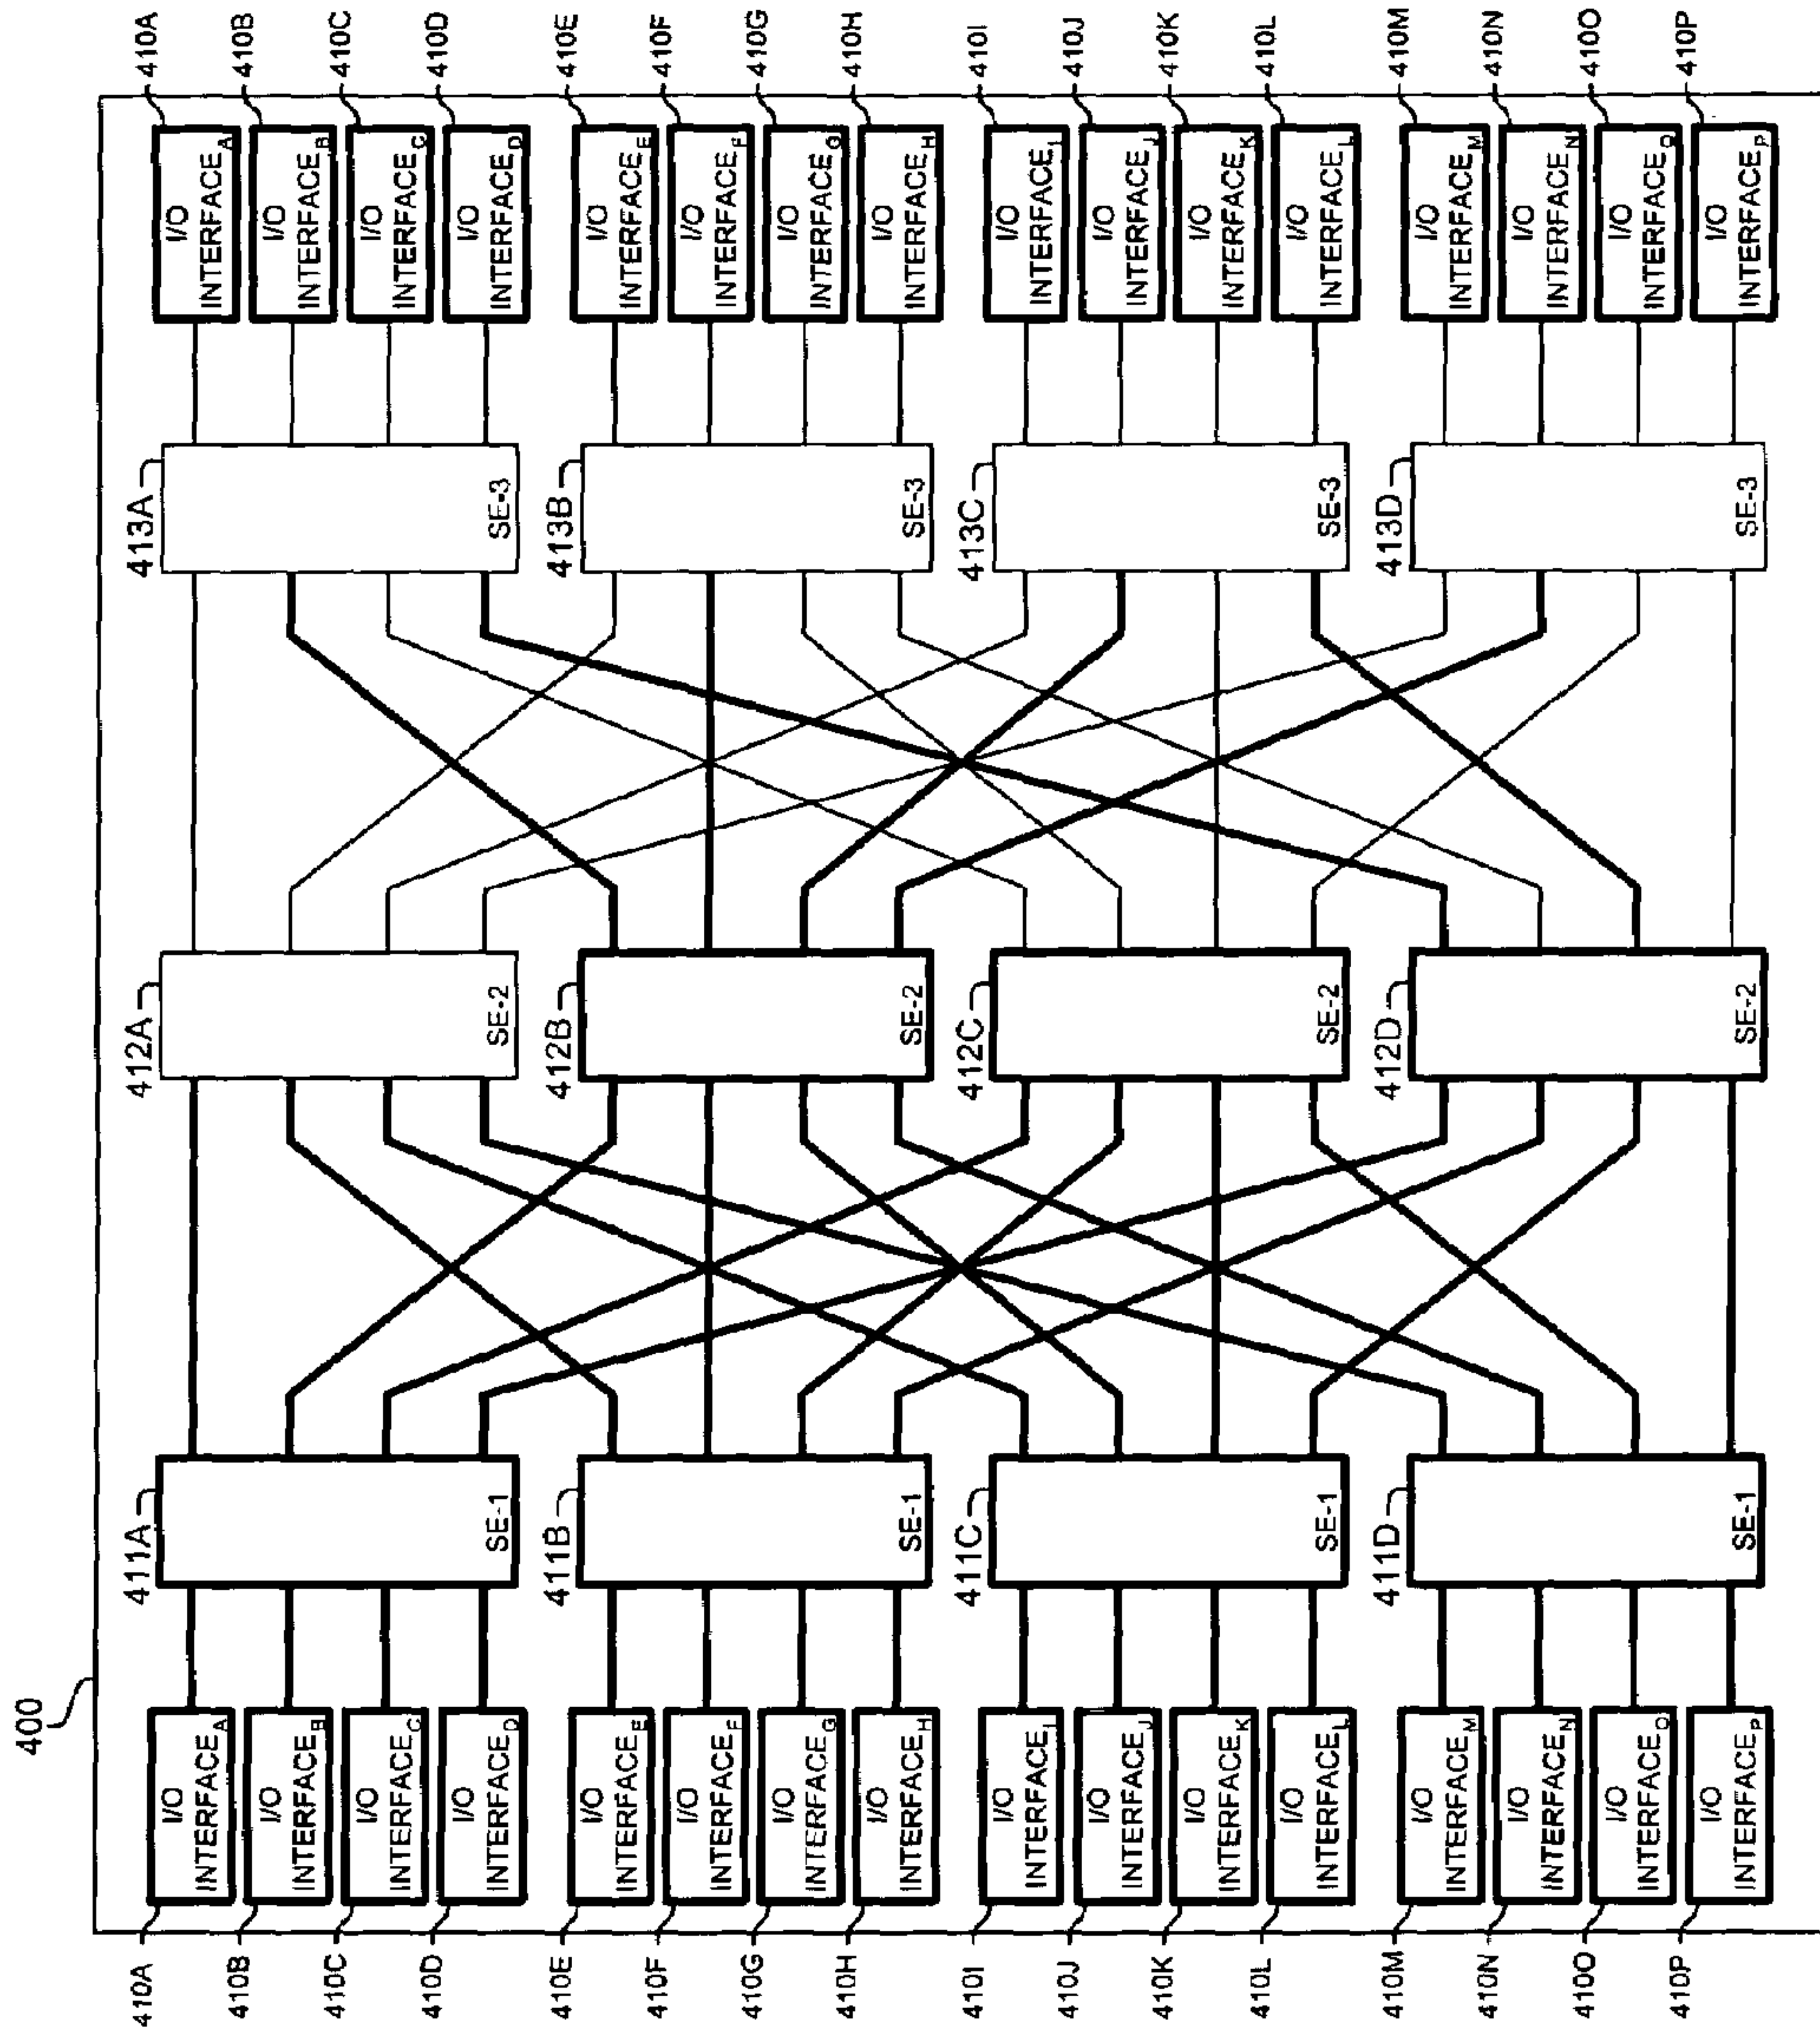 400
410A
I/O
INTERFACEA
410B
I/O
INTERFACEB
410C
I/O
INTERFACEC
410D
I/O
INTERFACED
410E
I/O
INTERFACEE
410F
I/O
INTERFACEF
410G
I/O
INTERFACEG
410H
I/O
INTERFACEH
410I
I/O
INTERFACEI
410J
I/O
INTERFACEJ
410K
I/O
INTERFACEK
410L
I/O
INTERFACEL
410M
I/O
INTERFACEM
410N
I/O
INTERFACEN
410O
I/O
INTERFACEO
410P
I/O
INTERFACEP
411A
SE-1
411B
SE-1
411C
SE-1
411D
SE-1
412A
SE-2
412B
SE-2
412C
SE-2
412D
SE-2
413A
SE-3
413B
SE-3
413C
SE-3
413D
SE-3
I/O
INTERFACEA
410A
I/O
INTERFACEB
410B
I/O
INTERFACEC
410C
I/O
INTERFACED
410D
I/O
INTERFACEE
410E
I/O
INTERFACEF
410F
I/O
INTERFACEG
410G
I/O
INTERFACEH
410H
I/O
INTERFACEI
410I
I/O
INTERFACEJ
410J
I/O
INTERFACEK
410K
I/O
INTERFACEL
410L
I/O
INTERFACEM
410M
I/O
INTERFACEN
410N
I/O
INTERFACEO
410O
I/O
INTERFACEP
410P